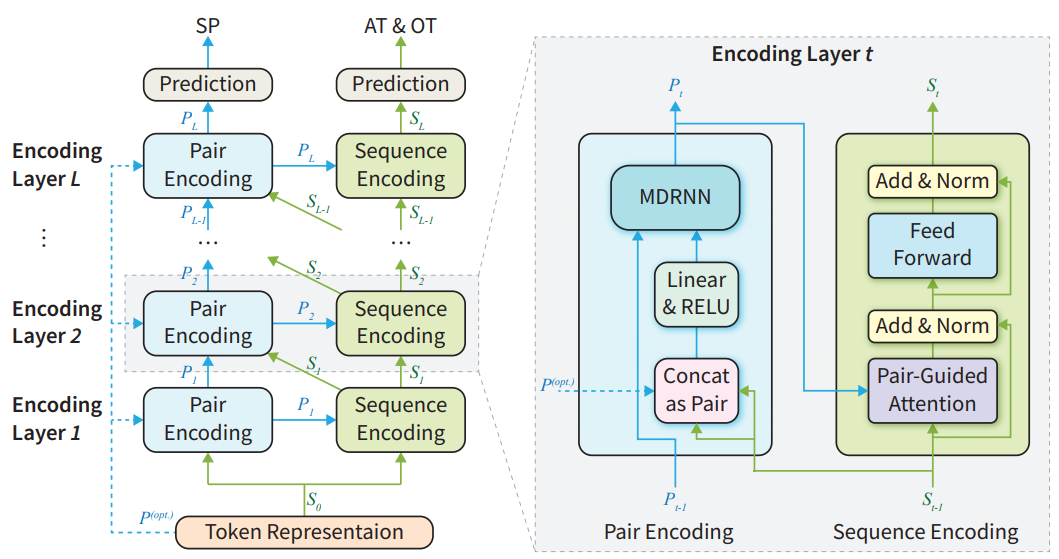 SP
AT & OT
Prediction
Prediction
P_L
S_L
Encoding
Layer L
Pair
Encoding
P_L
Sequence
Encoding
P_{L-1}
S_{L-1}
S_{L-1}
⋮
...
...
P_2
S_2
S_2
Encoding
Layer 2
Pair
Encoding
P_2
Sequence
Encoding
P_1
S_1
S_1
Encoding
Layer 1
Pair
Encoding
P_1
Sequence
Encoding
S_0
P^(opt.)
Token Representaion
Encoding Layer t
P_t
S_t
MDRNN
Linear
& RELU
P^(opt.)
Concat
as Pair
P_{t-1}
Pair Encoding
Add & Norm
Feed
Forward
Add & Norm
Pair-Guided
Attention
S_{t-1}
Sequence Encoding